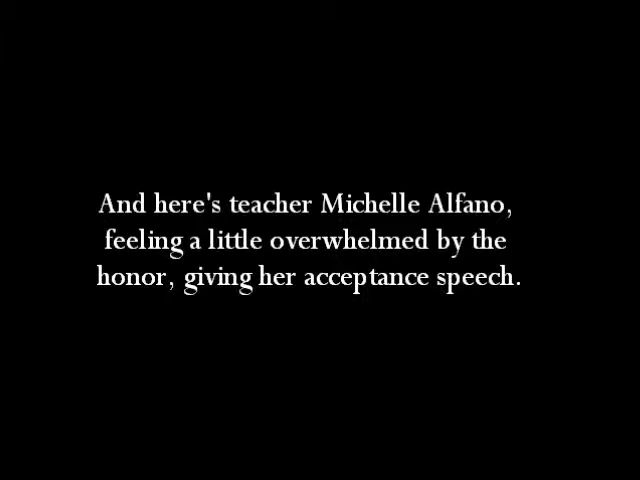 And here's teacher Michelle Alfano,
feeling a little overwhelmed by the
honor, giving her acceptance speech.